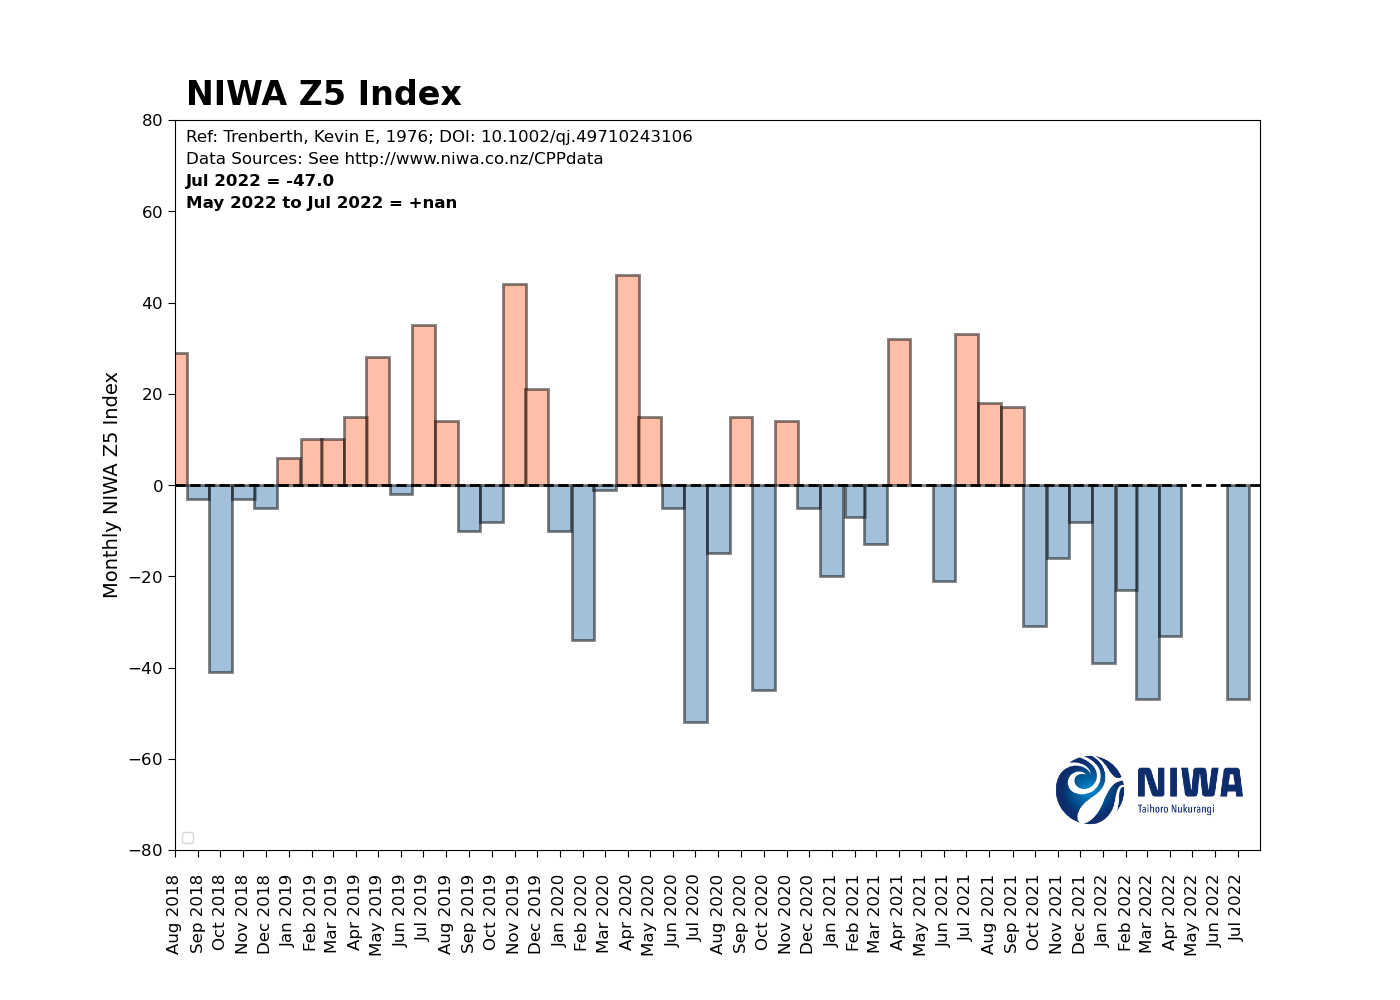 NIWA Z5 Index
Ref: Trenberth, Kevin E, 1976; DOI: 10.1002/qj.49710243106
Data Sources: See http://www.niwa.co.nz/CPPdata
Jul 2022 = -47.0
May 2022 to Jul 2022 = +nan
Monthly NIWA Z5 Index
80
60
40
20
0
−20
−40
−60
−80
NIWA
Taihoro Nukurangi
Aug 2018
Sep 2018
Oct 2018
Nov 2018
Dec 2018
Jan 2019
Feb 2019
Mar 2019
Apr 2019
May 2019
Jun 2019
Jul 2019
Aug 2019
Sep 2019
Oct 2019
Nov 2019
Dec 2019
Jan 2020
Feb 2020
Mar 2020
Apr 2020
May 2020
Jun 2020
Jul 2020
Aug 2020
Sep 2020
Oct 2020
Nov 2020
Dec 2020
Jan 2021
Feb 2021
Mar 2021
Apr 2021
May 2021
Jun 2021
Jul 2021
Aug 2021
Sep 2021
Oct 2021
Nov 2021
Dec 2021
Jan 2022
Feb 2022
Mar 2022
Apr 2022
May 2022
Jun 2022
Jul 2022